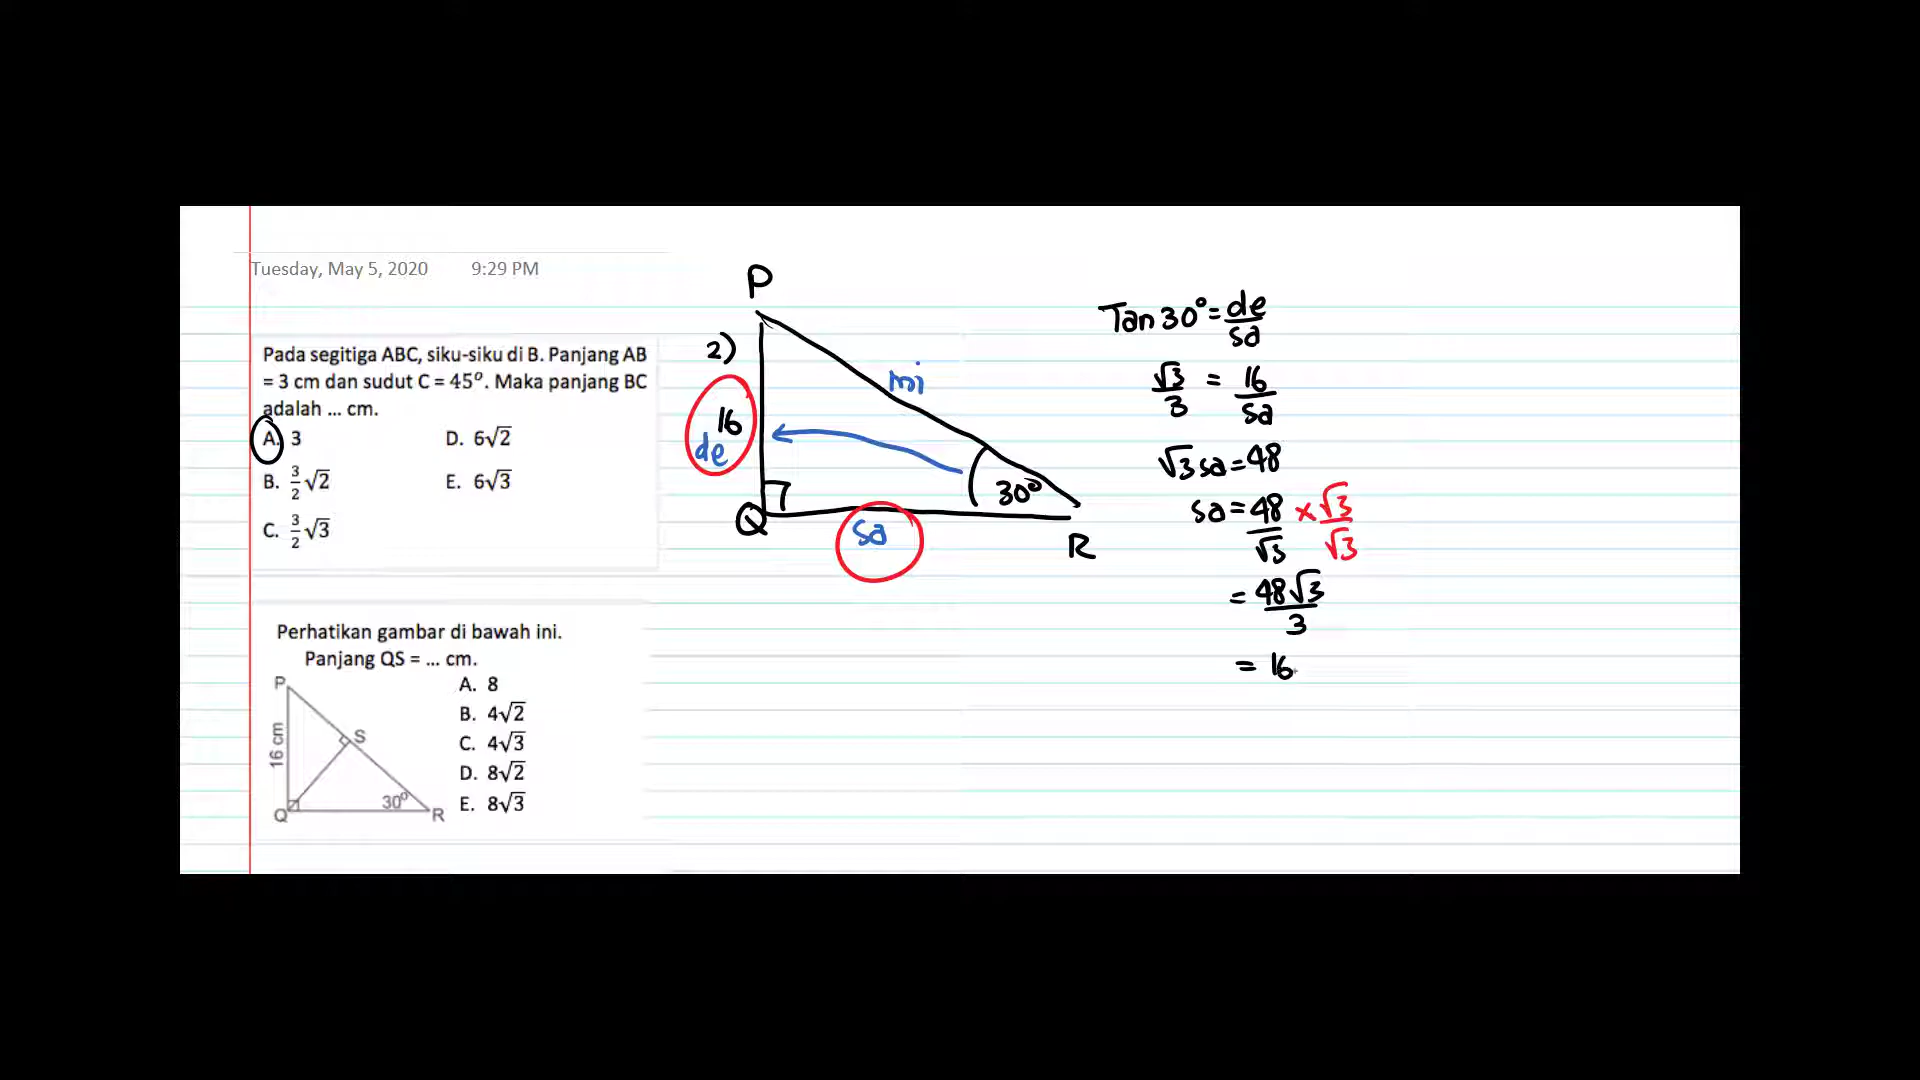 Tuesday, May 5, 2020 9:29 PM
Pada segitiga ABC, siku-siku di B. Panjang AB
= 3 cm dan sudut C = 45°. Maka panjang BC
adalah ... cm.
A. 3 D. 6√2
B. 3/2 √2 E. 6√3
C. 3/2 √3
Perhatikan gambar di bawah ini.
Panjang QS = ... cm.
A. 8
B. 4√2
C. 4√3
D. 8√2
E. 8√3
P
S
16 cm
30°
Q
R
P
2)
mi
16
de
30°
Q
sa
R
Tan 30° = de/sa
√3/3 = 16/sa
√3 sa = 48
sa = 48/√3 × √3/√3
= 48√3/3
= 16